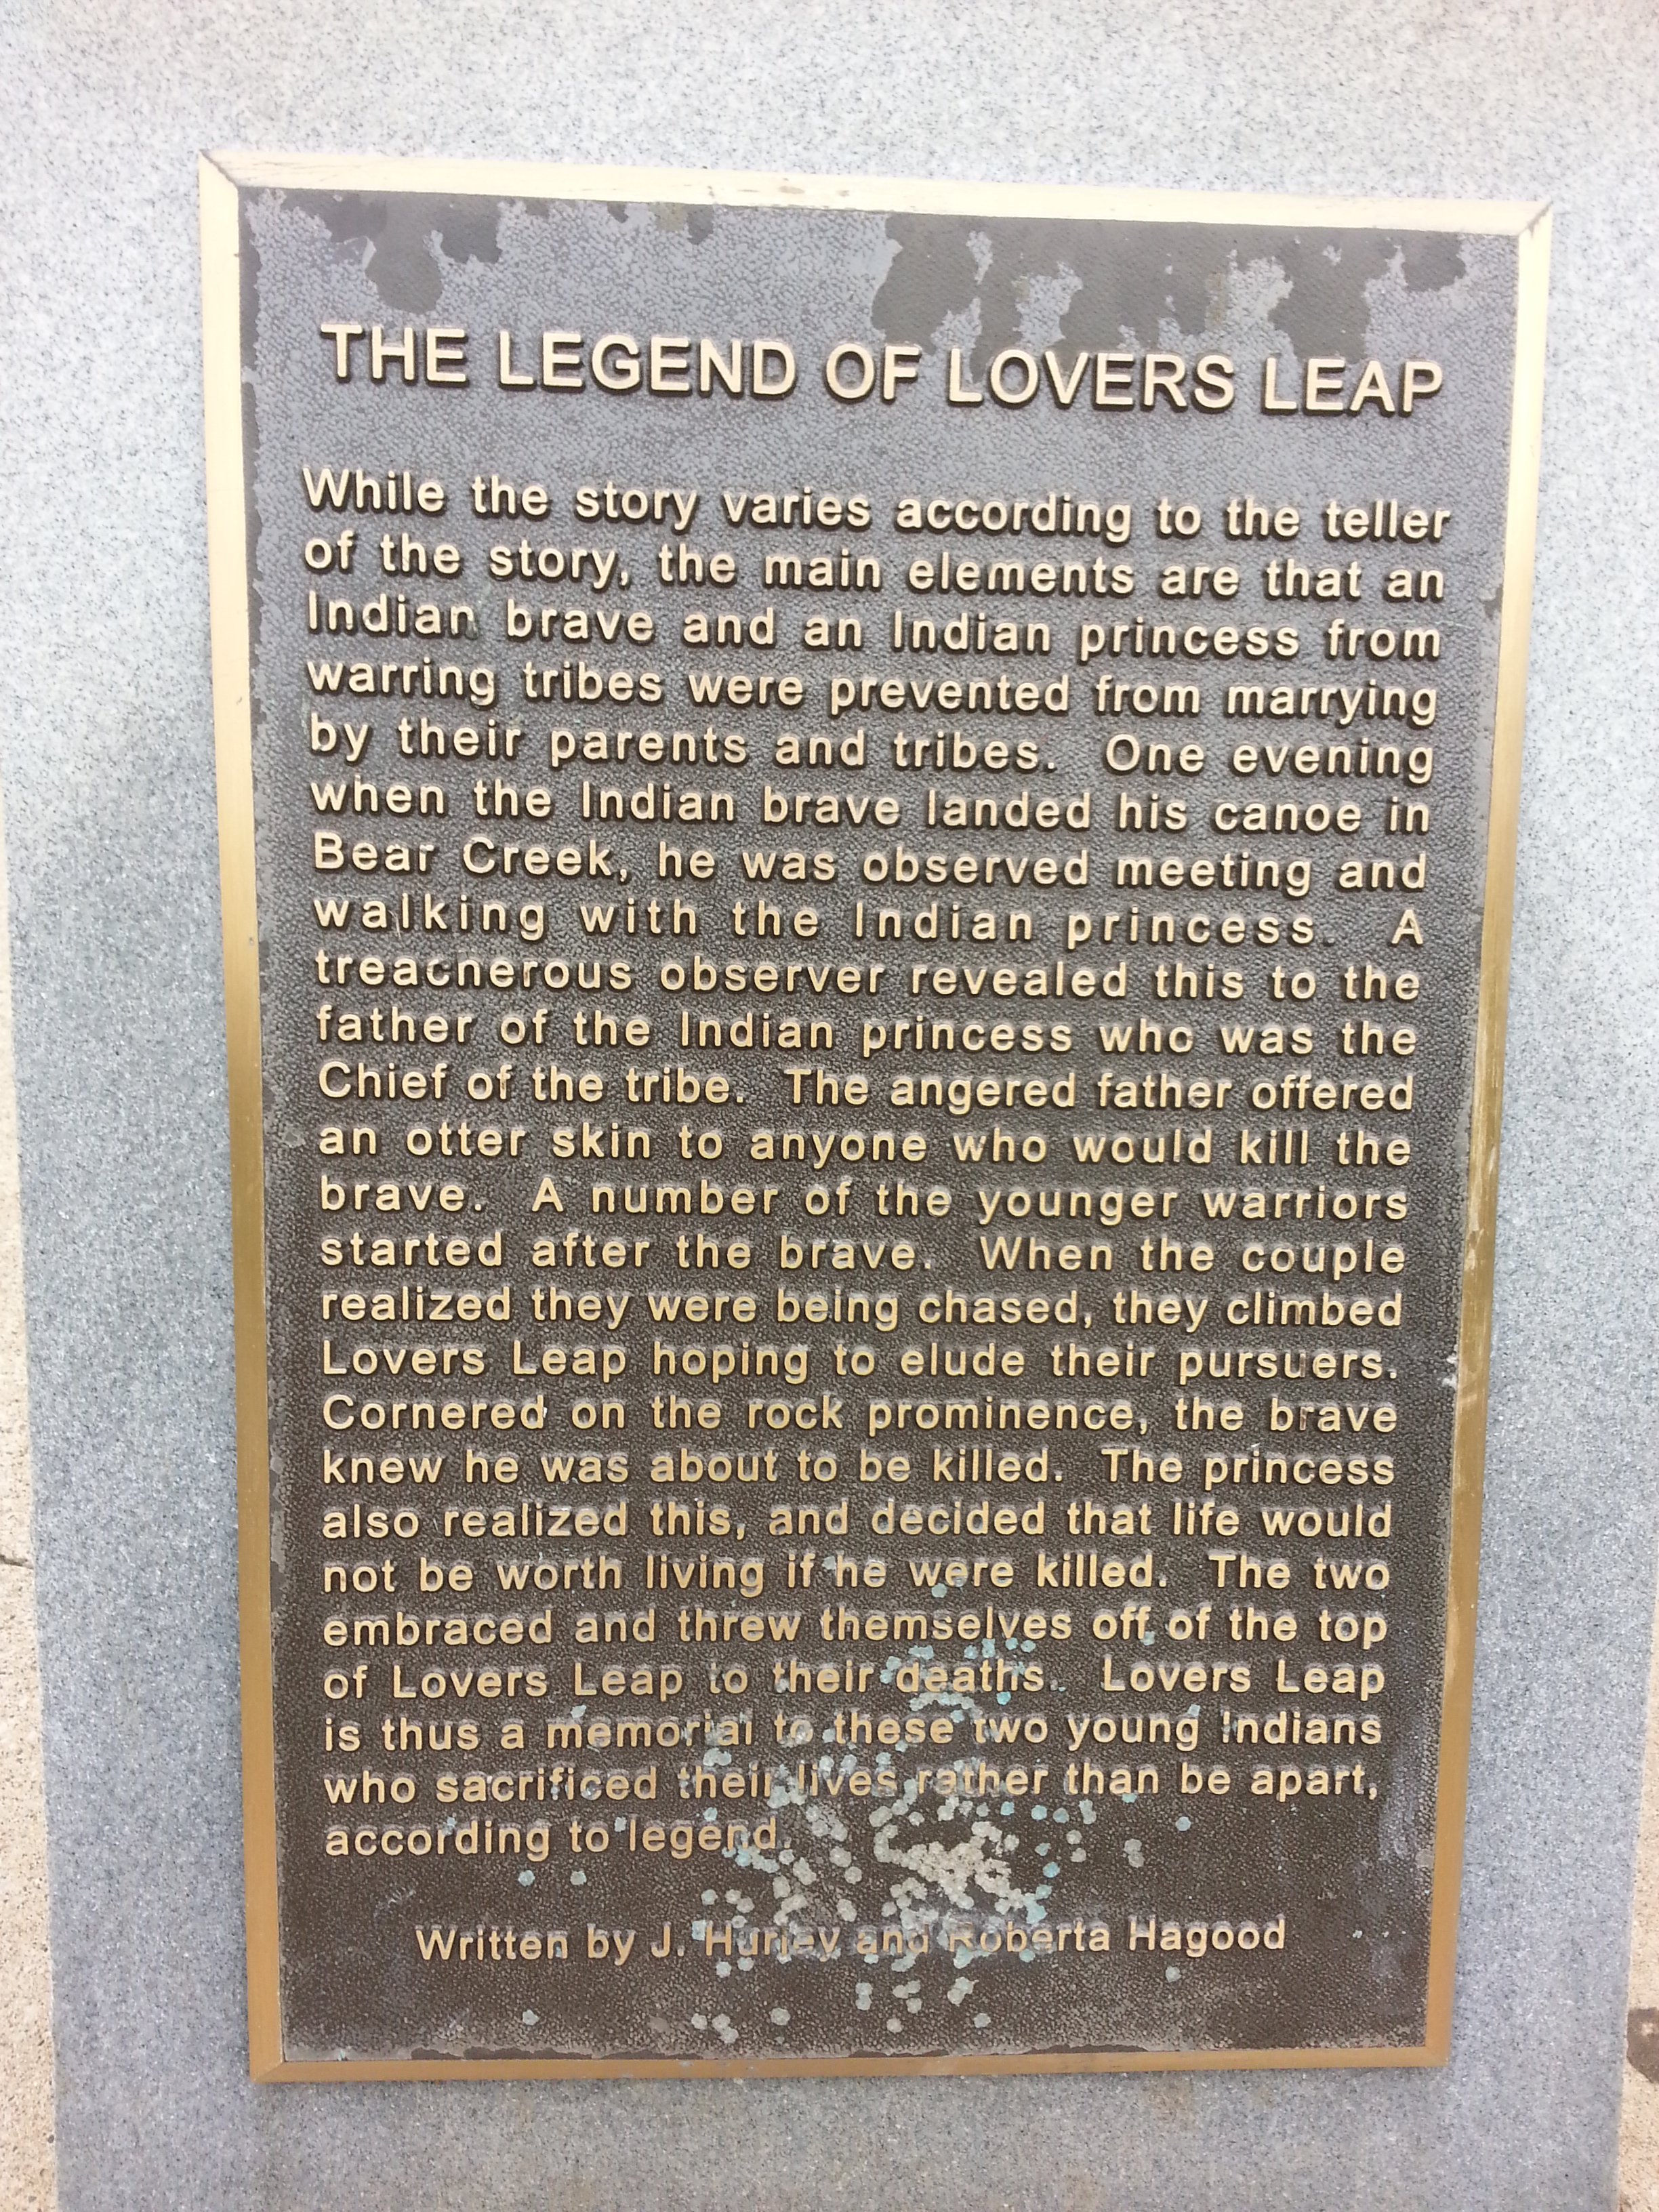 THE LEGEND OF LOVERS LEAP
While the story varies according to the teller
of the story, the main elements are that an
Indian brave and an Indian princess from
warring tribes were prevented from marrying
by their parents and tribes. One evening
when the Indian brave landed his canoe in
Bear Creek, he was observed meeting and
walking with the Indian princess. A
treacherous observer revealed this to the
father of the Indian princess who was the
Chief of the tribe. The angered father offered
an otter skin to anyone who would kill the
brave. A number of the younger warriors
started after the brave. When the couple
realized they were being chased, they climbed
Lovers Leap hoping to elude their pursuers.
Cornered on the rock prominence, the brave
knew he was about to be killed. The princess
also realized this, and decided that life would
not be worth living if he were killed. The two
embraced and threw themselves off of the top
of Lovers Leap to their deaths. Lovers Leap
is thus a memorial to these two young Indians
who sacrificed their lives rather than be apart,
according to legend.
Written by J. Hurley and Roberta Hagood